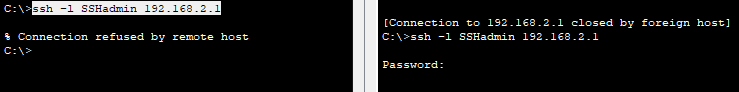 C:\>ssh -l SSHadmin 192.168.2.1
% Connection refused by remote host
C:\>
[Connection to 192.168.2.1 closed by foreign host]
C:\>ssh -l SSHadmin 192.168.2.1
Password: